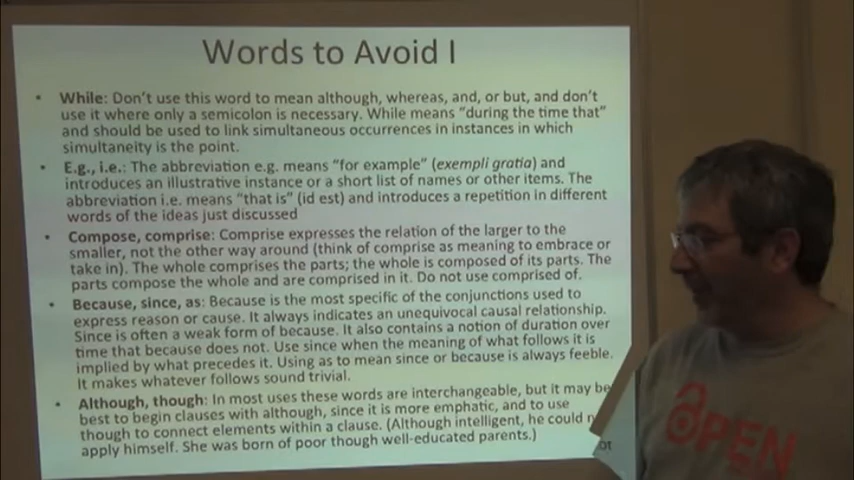 Words to Avoid I
• While: Don't use this word to mean although, whereas, and, or but, and don't
use it where only a semicolon is necessary. While means "during the time that"
and should be used to link simultaneous occurrences in instances in which
simultaneity is the point.
• E.g., i.e.: The abbreviation e.g. means "for example" (exempli gratia) and
introduces an illustrative instance or a short list of names or other items. The
abbreviation i.e. means "that is" (id est) and introduces a repetition in different
words of the ideas just discussed
• Compose, comprise: Comprise expresses the relation of the larger to the
smaller, not the other way around (think of comprise as meaning to embrace or
take in). The whole comprises the parts; the whole is composed of its parts. The
parts compose the whole and are comprised in it. Do not use comprised of.
• Because, since, as: Because is the most specific of the conjunctions used to
express reason or cause. It always indicates an unequivocal causal relationship.
Since is often a weak form of because. It also contains a notion of duration over
time that because does not. Use since when the meaning of what follows it is
implied by what precedes it. Using as to mean since or because is always feeble.
It makes whatever follows sound trivial.
• Although, though: In most uses these words are interchangeable, but it may be
best to begin clauses with although, since it is more emphatic, and to use
though to connect elements within a clause. (Although intelligent, he could n ot
apply himself. She was born of poor though well-educated parents.)
OPEN